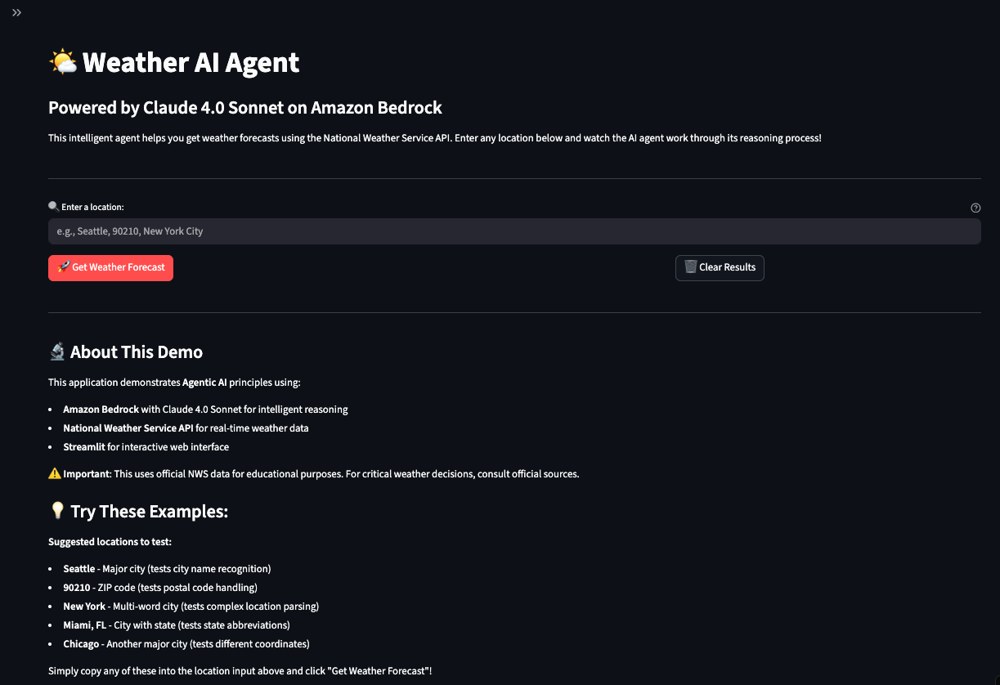 Weather AI Agent
Powered by Claude 4.0 Sonnet on Amazon Bedrock
This intelligent agent helps you get weather forecasts using the National Weather Service API. Enter any location below and watch the AI agent work through its reasoning process!
Enter a location:
e.g., Seattle, 90210, New York City
Get Weather Forecast
Clear Results
About This Demo
This application demonstrates Agentic AI principles using:
• Amazon Bedrock with Claude 4.0 Sonnet for intelligent reasoning
• National Weather Service API for real-time weather data
• Streamlit for interactive web interface
Important: This uses official NWS data for educational purposes. For critical weather decisions, consult official sources.
Try These Examples:
Suggested locations to test:
• Seattle - Major city (tests city name recognition)
• 90210 - ZIP code (tests postal code handling)
• New York - Multi-word city (tests complex location parsing)
• Miami, FL - City with state (tests state abbreviations)
• Chicago - Another major city (tests different coordinates)
Simply copy any of these into the location input above and click "Get Weather Forecast"!